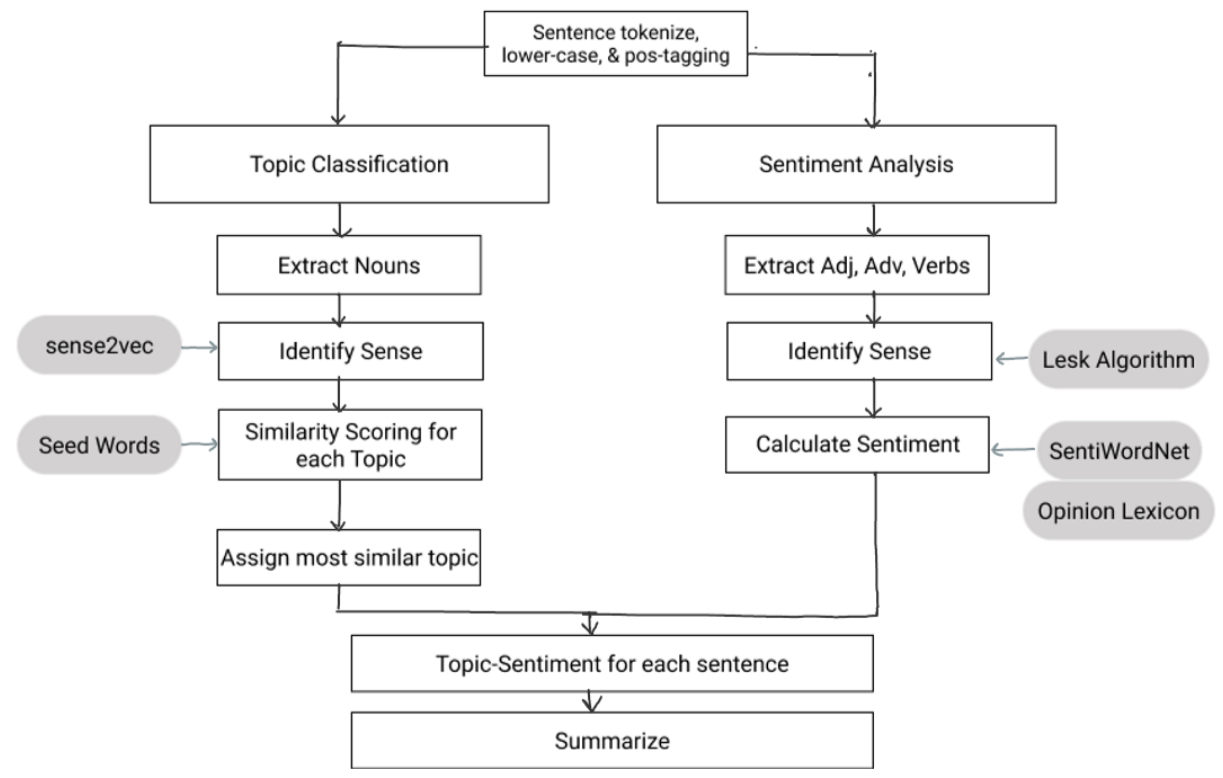 Sentence tokenize,
lower-case, & pos-tagging
Topic Classification
Sentiment Analysis
Extract Nouns
Extract Adj, Adv, Verbs
sense2vec
Identify Sense
Identify Sense
Lesk Algorithm
Seed Words
Similarity Scoring for
each Topic
Calculate Sentiment
SentiWordNet
Opinion Lexicon
Assign most similar topic
Topic-Sentiment for each sentence
Summarize